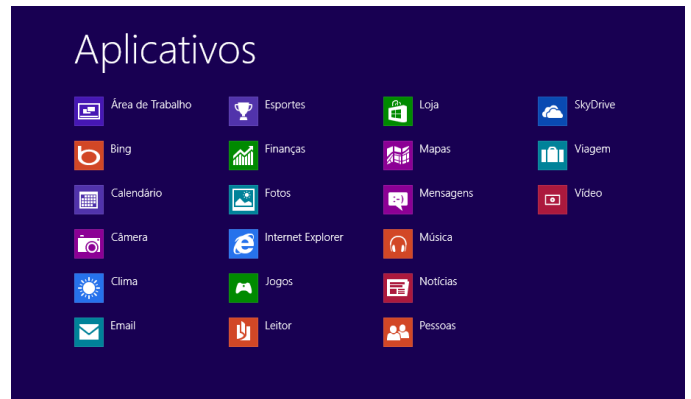 Aplicativos
Área de Trabalho
Bing
Calendário
Câmera
Clima
Email
Esportes
Finanças
Fotos
Internet Explorer
Jogos
Leitor
Loja
Mapas
Mensagens
Música
Notícias
Pessoas
SkyDrive
Viagem
Vídeo